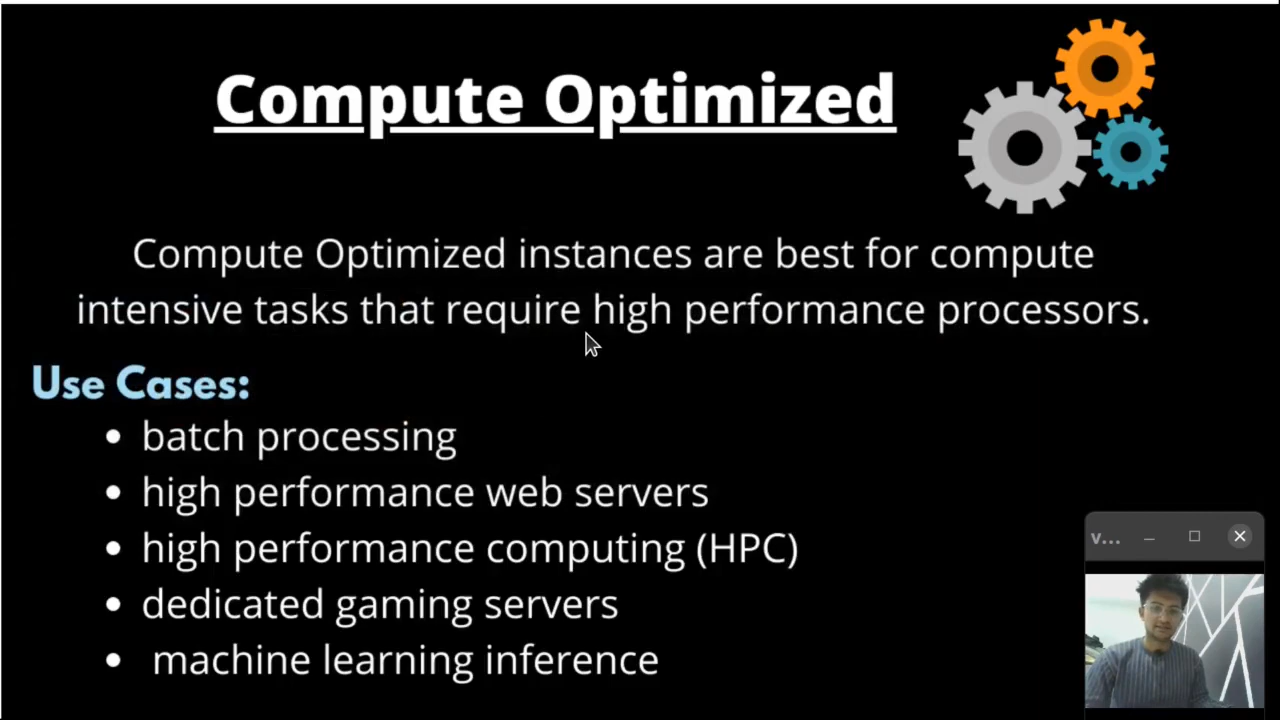 Compute Optimized
Compute Optimized instances are best for compute
intensive tasks that require high performance processors.
Use Cases:
• batch processing
• high performance web servers
• high performance computing (HPC)
• dedicated gaming servers
• machine learning inference
v...